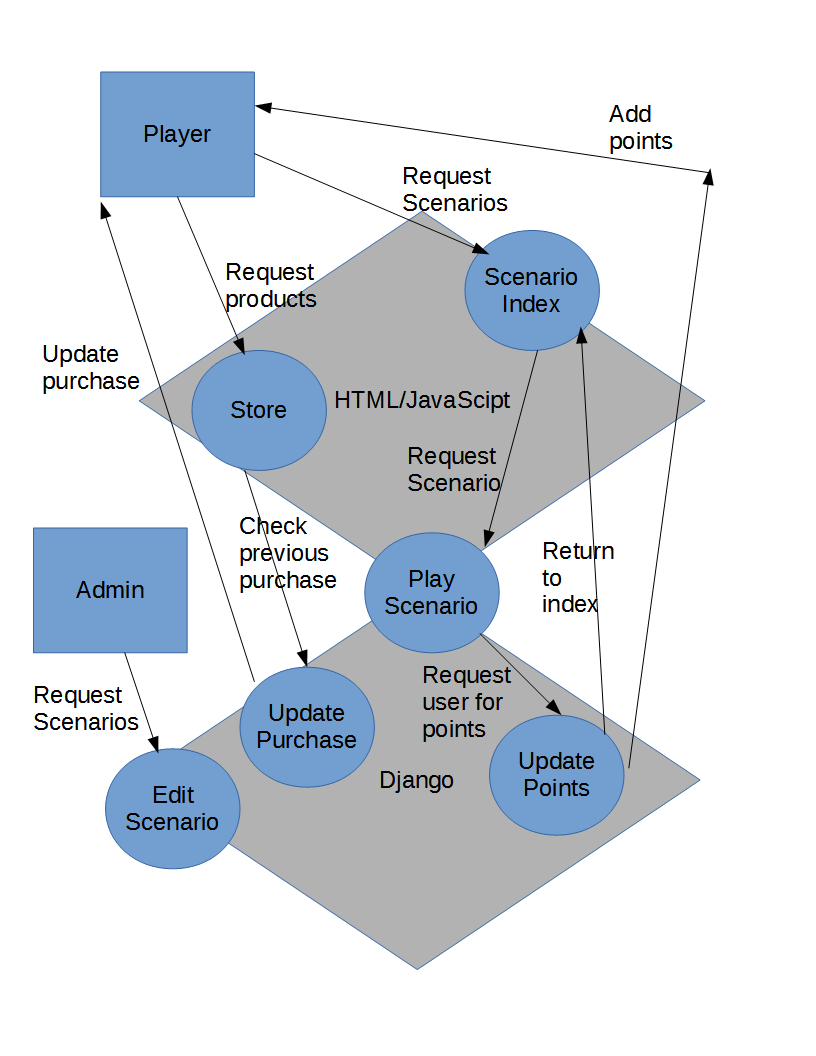 Player
Add
points
Request
Scenarios
Scenario
Index
Request
products
Update
purchase
Store
HTML/JavaScipt
Request
Scenario
Check
previous
purchase
Return
to
index
Admin
Play
Scenario
Request
Scenarios
Request
user for
points
Update
Purchase
Update
Points
Django
Edit
Scenario